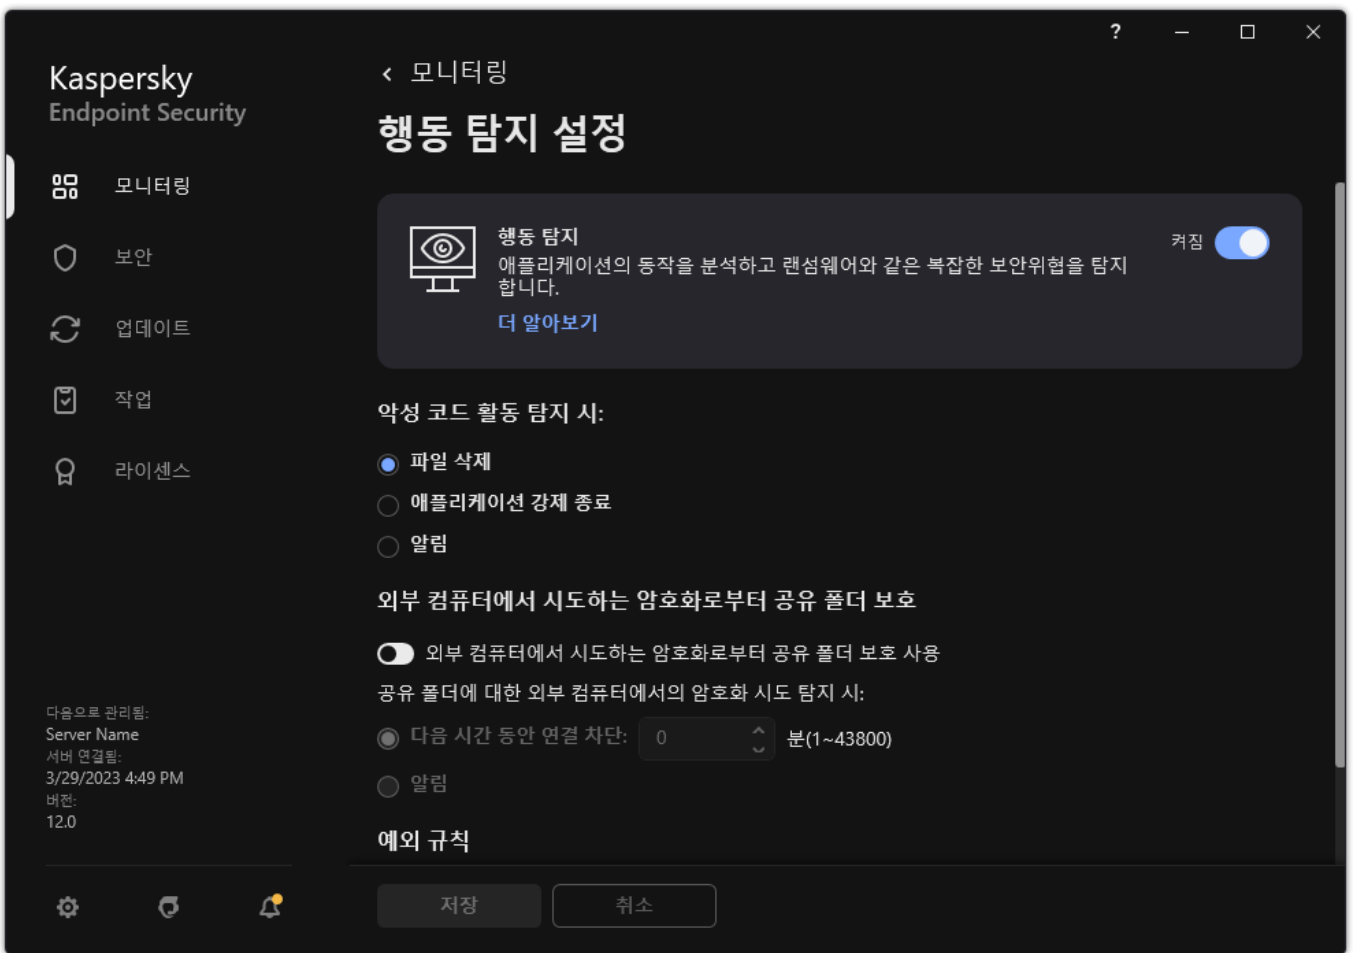 ?
Kaspersky
Endpoint Security
모니터링
보안
업데이트
작업
라이센스
다음으로 관리됨:
Server Name
서버 연결됨:
3/29/2023 4:49 PM
버전:
12.0
모니터링
행동 탐지 설정
행동 탐지
애플리케이션의 동작을 분석하고 랜섬웨어와 같은 복잡한 보안위협을 탐지
합니다.
더 알아보기
켜짐
악성 코드 활동 탐지 시:
파일 삭제
애플리케이션 강제 종료
알림
외부 컴퓨터에서 시도하는 암호화로부터 공유 폴더 보호
외부 컴퓨터에서 시도하는 암호화로부터 공유 폴더 보호 사용
공유 폴더에 대한 외부 컴퓨터에서의 암호화 시도 탐지 시:
다음 시간 동안 연결 차단: 0 분(1~43800)
알림
예외 규칙
저장 취소